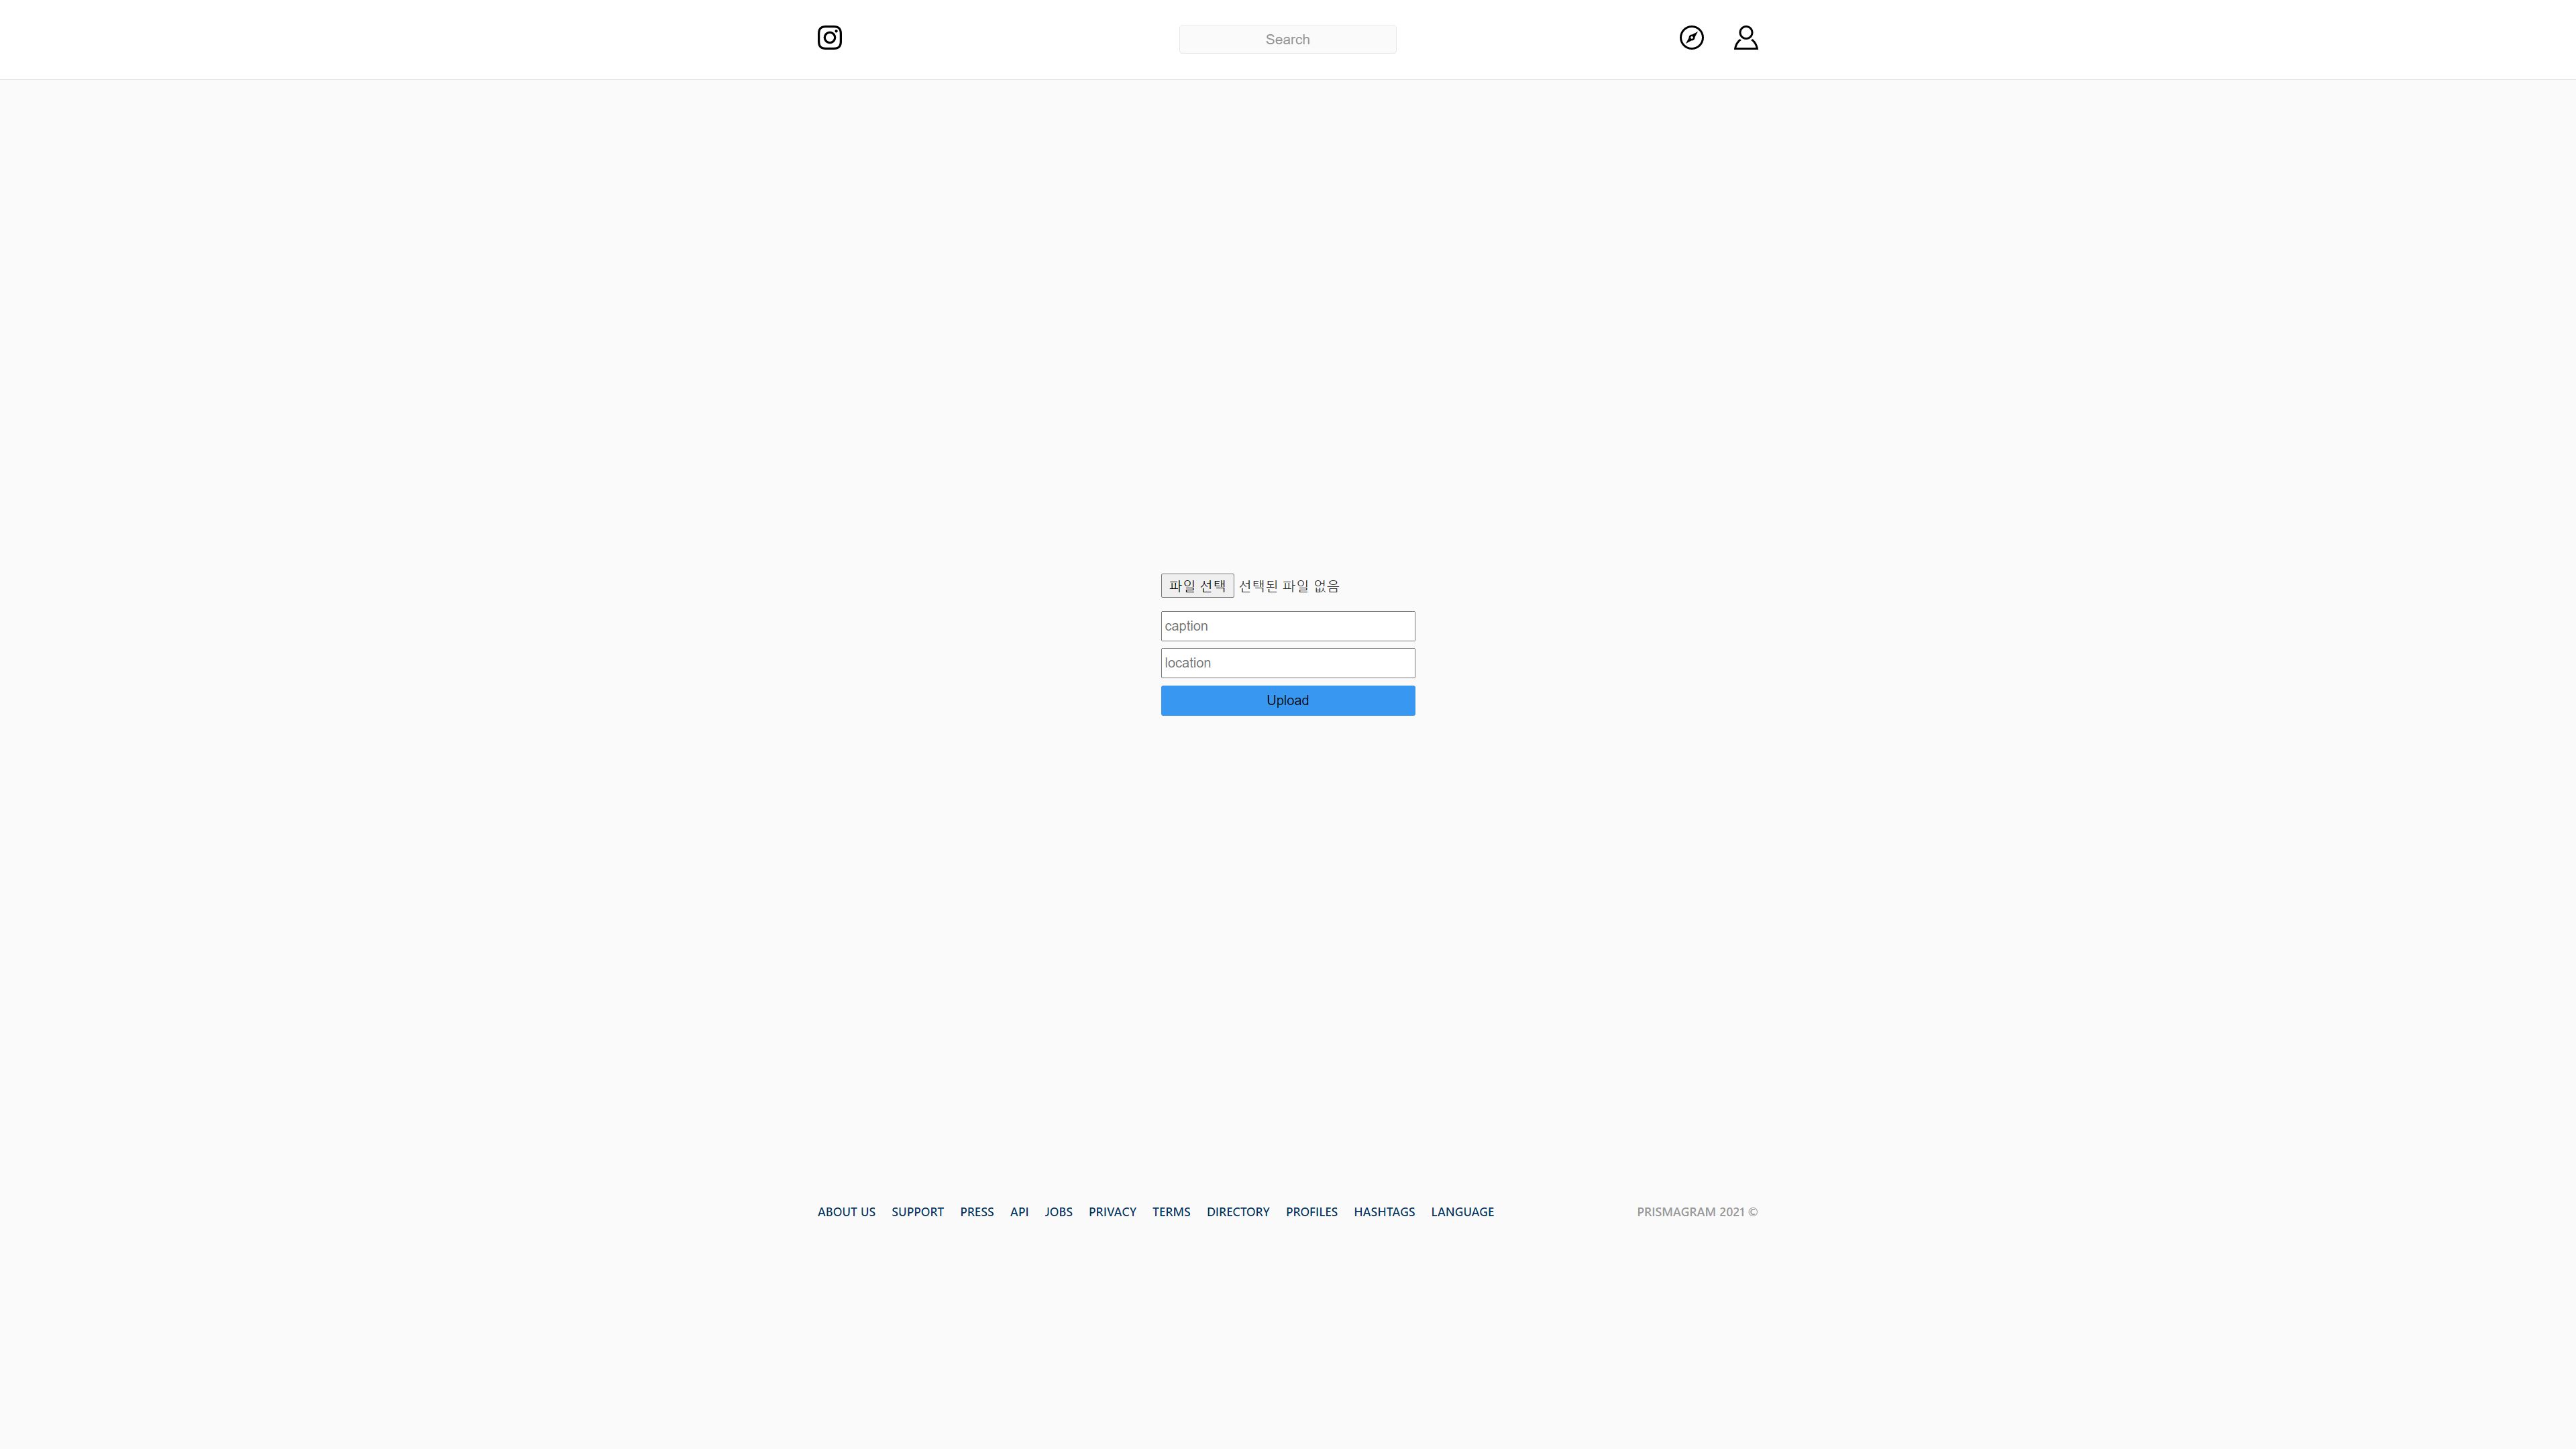 Search
파일 선택 선택된 파일 없음
caption
location
Upload
ABOUT US SUPPORT PRESS API JOBS PRIVACY TERMS DIRECTORY PROFILES HASHTAGS LANGUAGE PRISMAGRAM 2021 ©